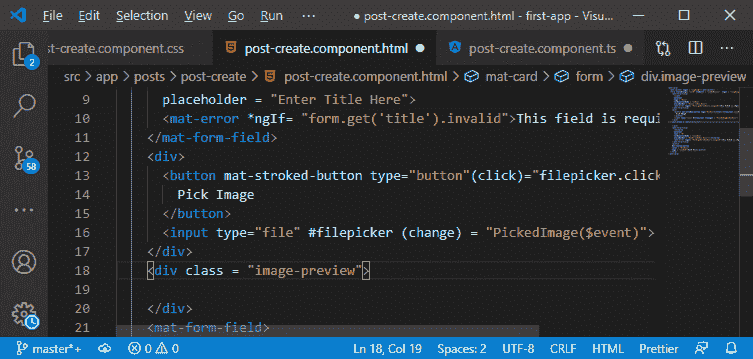 File Edit Selection View Go Run ··· ● post-create.component.html - first-app - Visu...
st-create.component.css post-create.component.html ● post-create.component.ts ●
src > app > posts > post-create > post-create.component.html > mat-card > form > div.image-preview
9 placeholder = "Enter Title Here">
10 <mat-error *ngIf= "form.get('title').invalid">This field is requi
11 </mat-form-field>
12 <div>
13 <button mat-stroked-button type="button"(click)="filepicker.click
14 Pick Image
15 </button>
16 <input type="file" #filepicker (change) = "PickedImage($event)">
17 </div>
18 <div class = "image-preview">
19
20 </div>
21 <mat-form-field>
2
58
master*+ 0 0 Ln 18, Col 19 Spaces: 2 UTF-8 CRLF HTML Prettier